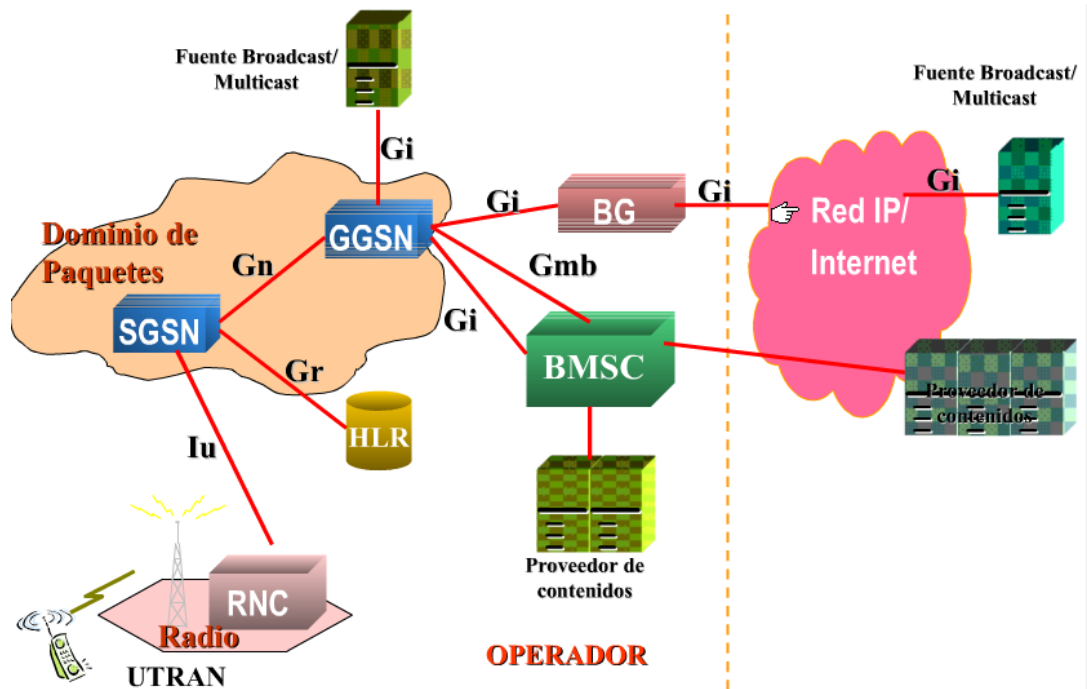 Fuente Broadcast/
Multicast
Fuente Broadcast/
Multicast
Gi
Gi
BG
Gi
Gi
Red IP/
Internet
Dominio de
Paquetes
GGSN
Gn
Gmb
Gi
SGSN
BMSC
Gr
Proveedor de
contenidos
HLR
Iu
Proveedor de
contenidos
RNC
Radio
UTRAN
OPERADOR